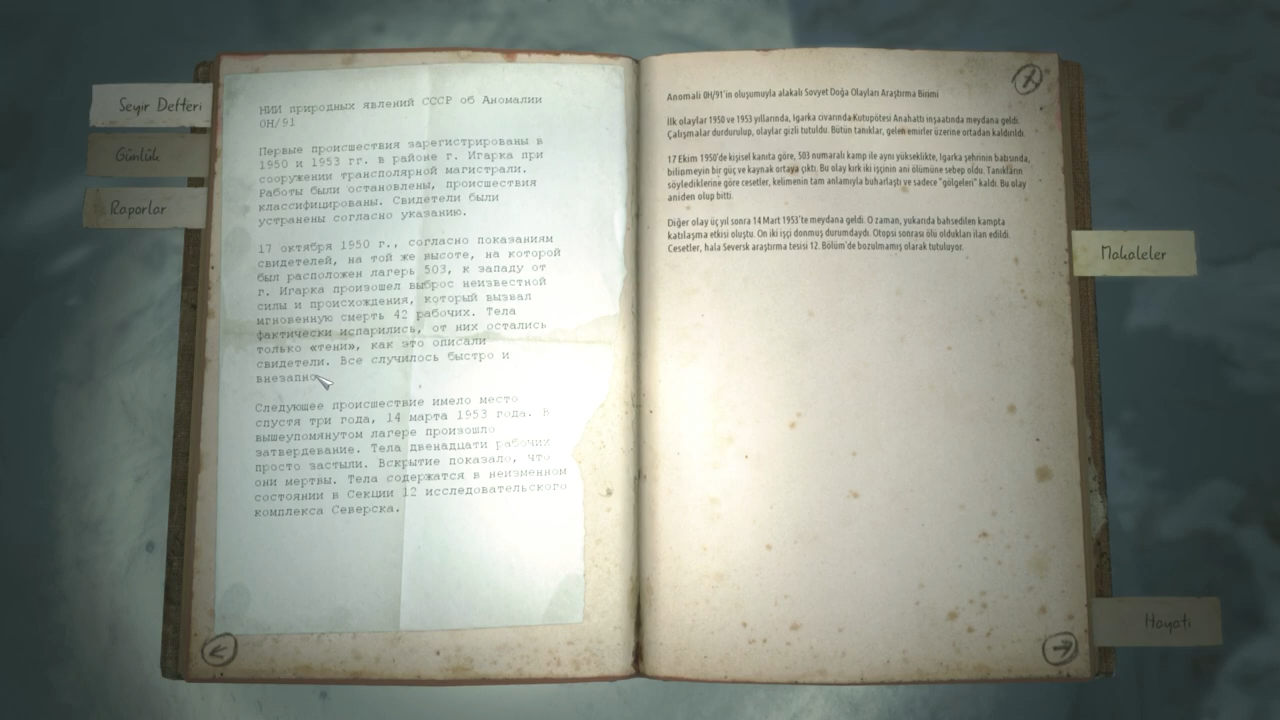 Seyir Defteri
Günlük
Raporlar
НИИ природных явлений СССР об Аномалии
0H/91
Первые происшествия зарегистрированы в
1950 и 1953 гг. в районе г. Игарка при
сооружении трансполярной магистрали.
Работы были остановлены, происшествия
классифицированы. Свидетели были
устранены согласно указанию.
17 октября 1950 г., согласно показаниям
свидетелей, на той же высоте, на которой
был расположен лагерь 503, к западу от
г. Игарка произошел выброс неизвестной
силы и происхождения, который вызвал
мгновенную смерть 42 рабочих. Тела
фактически испарились, от них остались
только «тени», как это описали
свидетели. Все случилось быстро и
внезапно.
Следующее происшествие имело место
спустя три года, 14 марта 1953 года. В
вышеупомянутом лагере произошло
затвердевание. Тела двенадцати рабочих
просто застыли. Вскрытие показало, что
они мертвы. Тела содержатся в неизменном
состоянии в Секции 12 исследовательского
комплекса Северска.
Anomali 0H/91'in oluşumuyla alakalı Sovyet Doğa Olayları Araştırma Birimi
İlk olaylar 1950 ve 1953 yıllarında, Igarka civarında Kutupötesi Anahattı inşaatında meydana geldi.
Çalışmalar durdurulup, olaylar gizli tutuldu. Bütün tanıklar, gelen emirler üzerine ortadan kaldırıldı.
17 Ekim 1950'de kişisel kanıta göre, 503 numaralı kamp ile aynı yükseklikte, Igarka şehrinin batısında,
bilinmeyin bir güç ve kaynak ortaya çıktı. Bu olay kırk iki işçinin ani ölümüne sebep oldu. Tanıkların
söylediklerine göre cesetler, kelimenin tam anlamıyla buharlaştı ve sadece "gölgeleri" kaldı. Bu olay
aniden olup bitti.
Diğer olay üç yıl sonra 14 Mart 1953'te meydana geldi. O zaman, yukarıda bahsedilen kampta
katılaşma etkisi oluştu. On iki işçi donmuş durumdaydı. Otopsi sonrası ölü oldukları ilan edildi.
Cesetler, hala Seversk araştırma tesisi 12. Bölüm'de bozulmamış olarak tutuluyor.
Makaleler
Hayatı